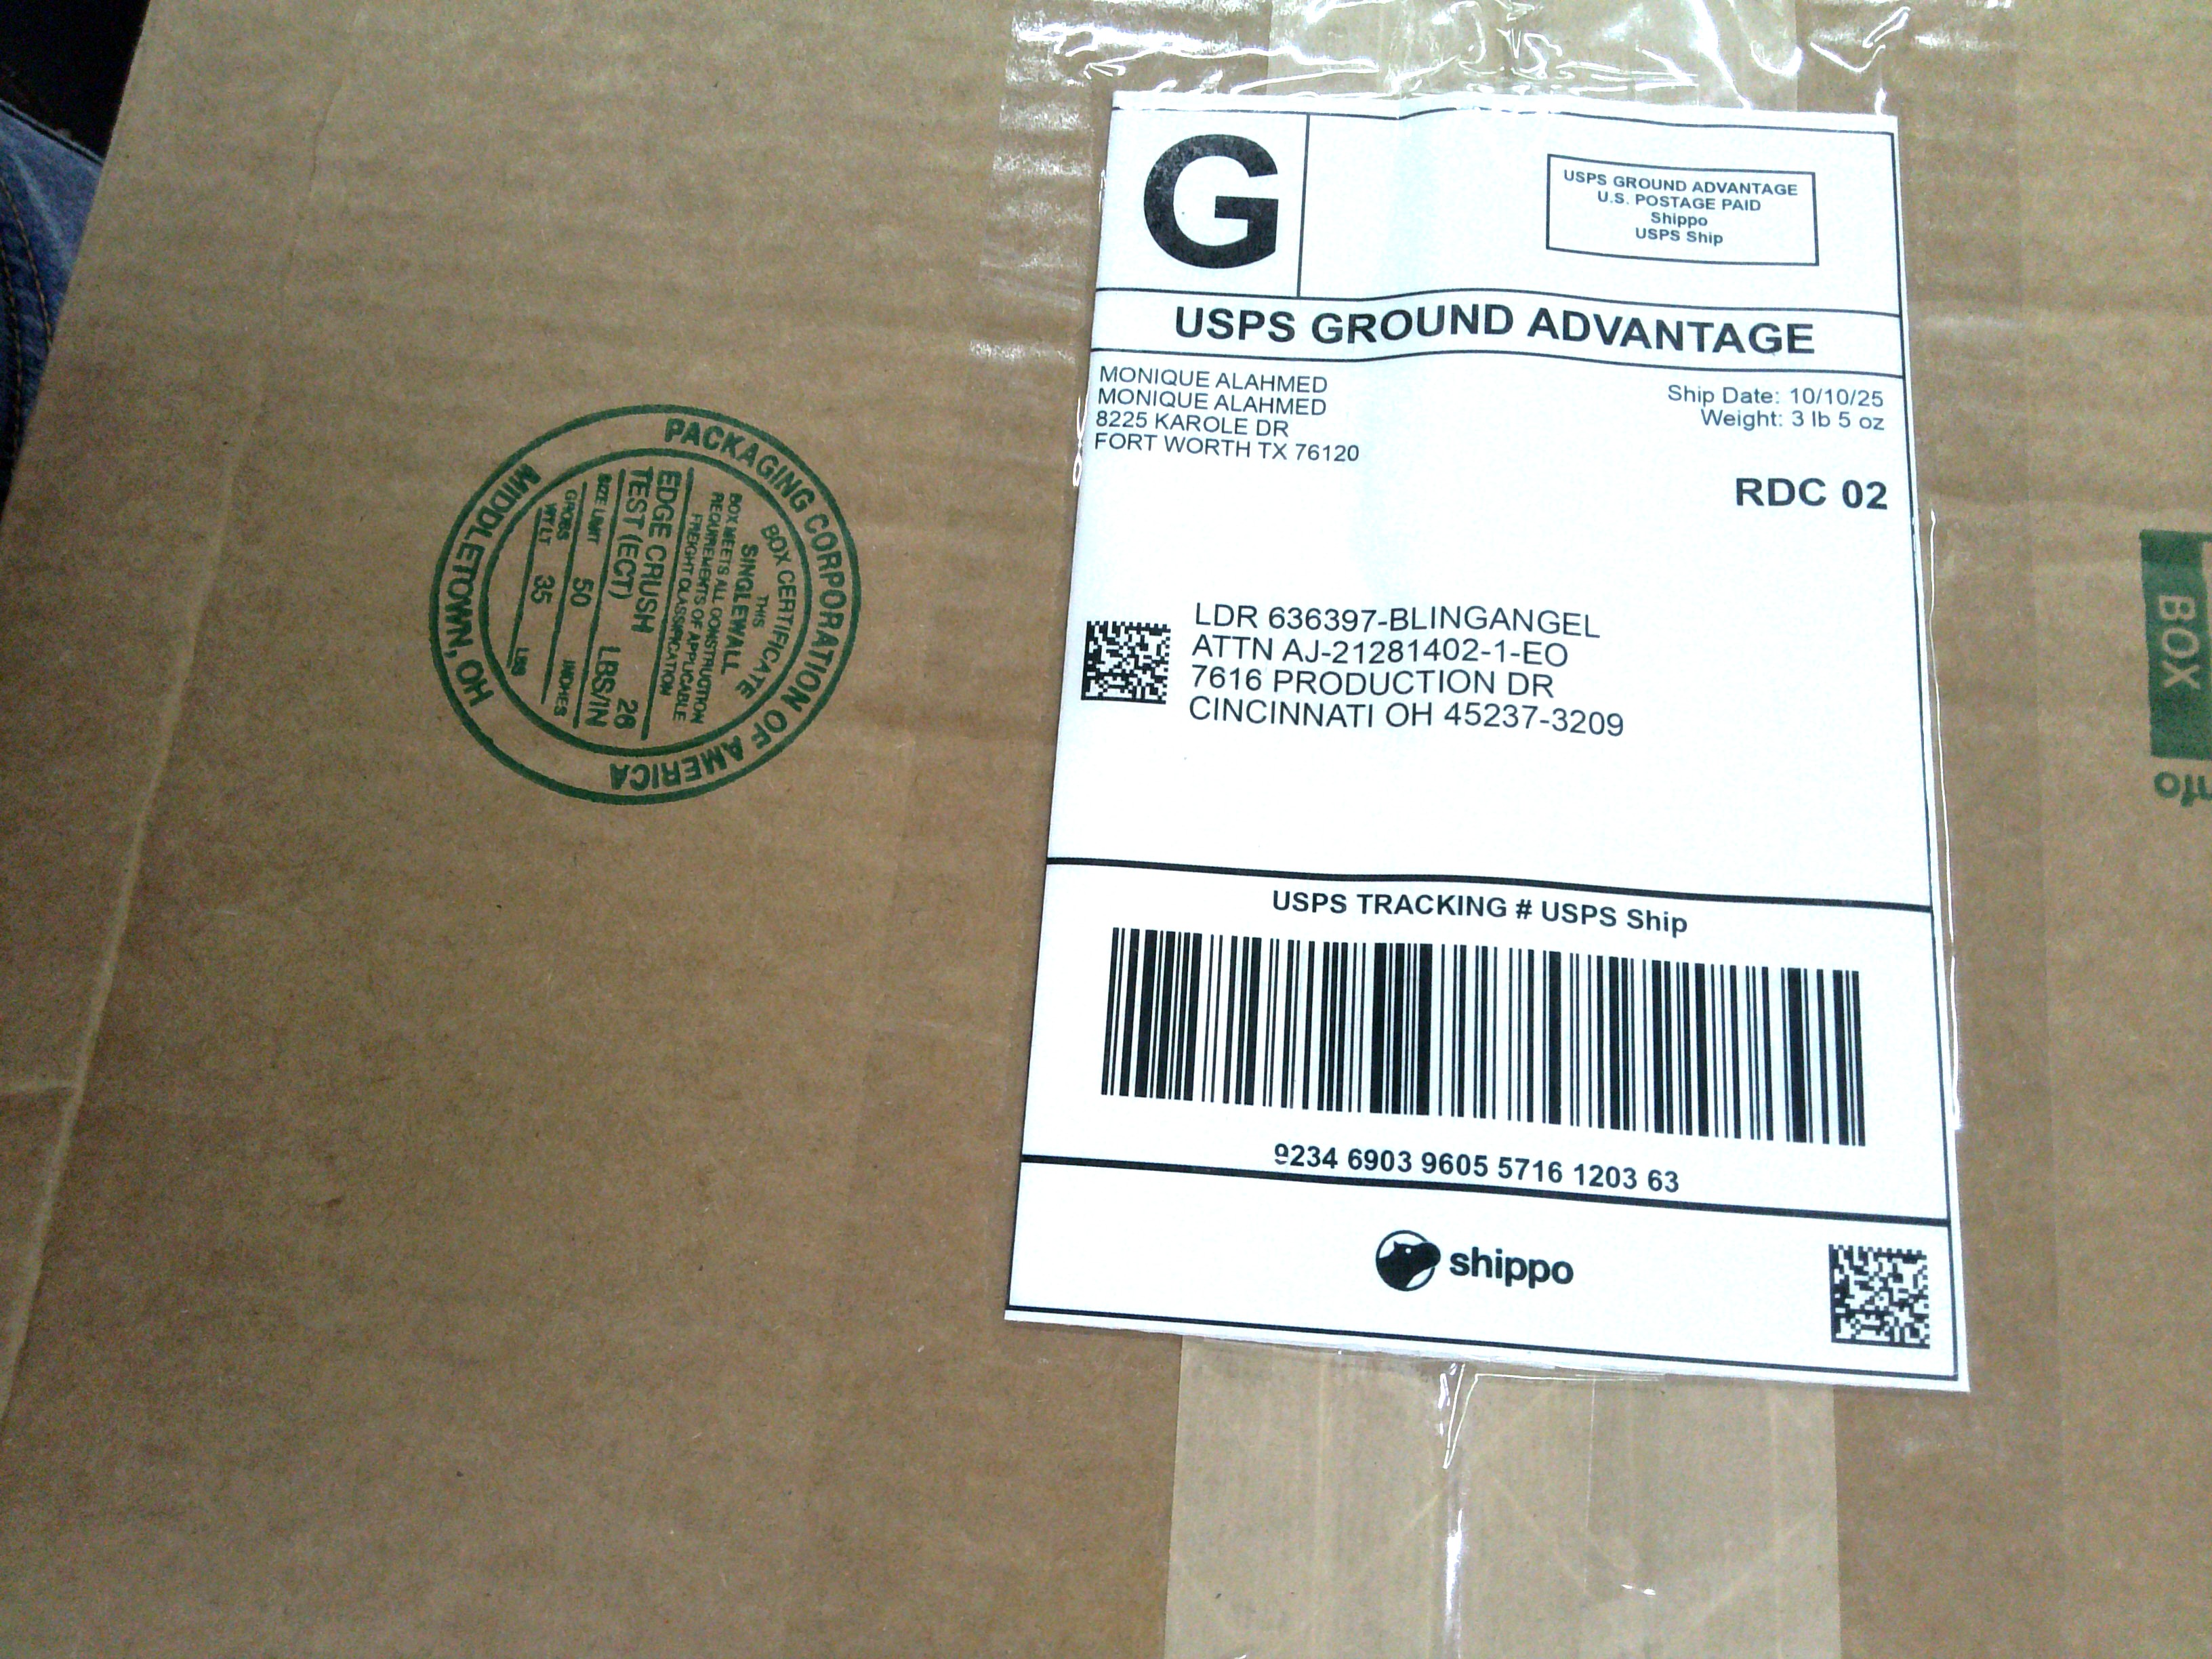 G
USPS GROUND ADVANTAGE
U.S. POSTAGE PAID
Shippo
USPS Ship
USPS GROUND ADVANTAGE
MONIQUE ALAHMED
MONIQUE ALAHMED
8225 KAROLE DR
FORT WORTH TX 76120
Ship Date: 10/10/25
Weight: 3 lb 5 oz
RDC 02
LDR 636397-BLINGANGEL
ATTN AJ-21281402-1-EO
7616 PRODUCTION DR
CINCINNATI OH 45237-3209
USPS TRACKING # USPS Ship
9234 6903 9605 5716 1203 63
shippo
PACKAGING CORPORATION OF AMERICA
BOX CERTIFICATE
THIS
SINGLEWALL
BOX MEETS ALL CONSTRUCTION
REQUIREMENTS OF APPLICABLE
FREIGHT CLASSIFICATION
EDGE CRUSH
TEST (ECT) 26
LBS/IN
SIZE LIMIT 50 INCHES
GROSS
WT LT 35 LBS
MIDDLETOWN, OH
BOX